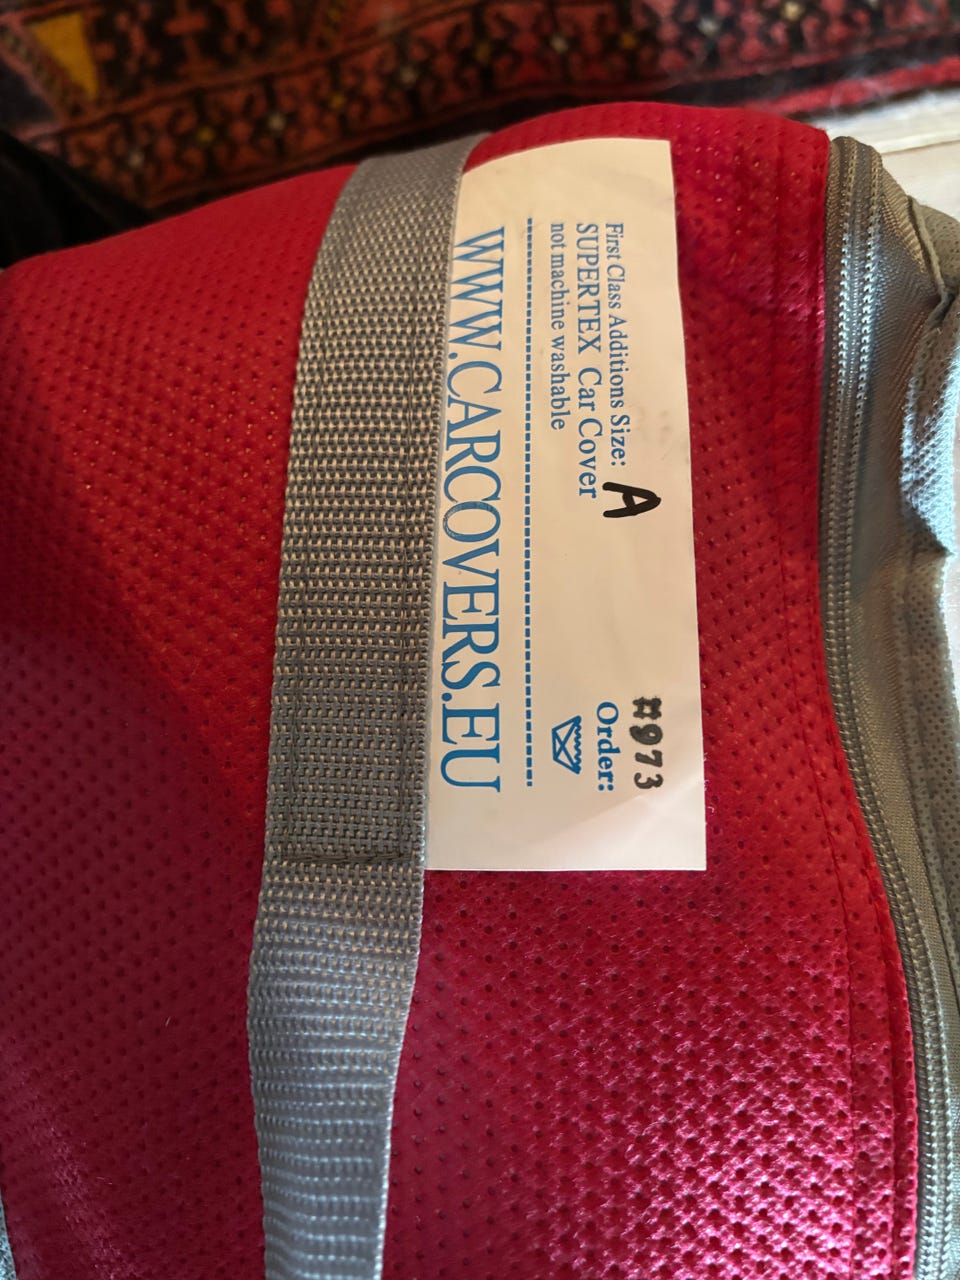 First Class Additions Size: A
SUPERTEX Car Cover
not machine washable
#973
Order:
WWW.CARCOVERS.EU